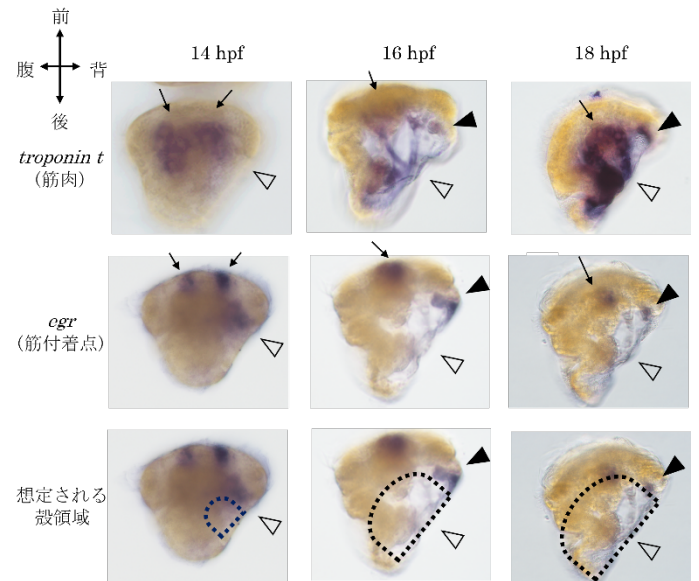 前
腹 背
後
14 hpf 16 hpf 18 hpf
troponin t
(筋肉)
egr
(筋付着点)
想定される
殻領域